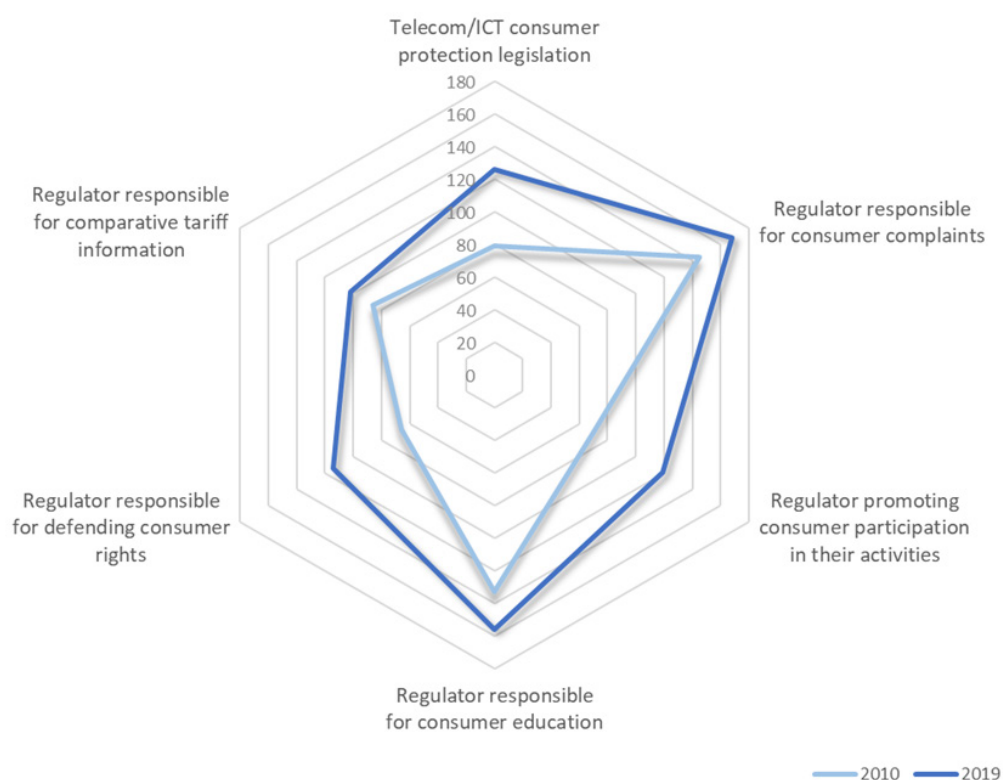 Telecom/ICT consumer
protection legislation
180
160
140
120
100
80
60
40
20
0
Regulator responsible
for consumer complaints
Regulator promoting
consumer participation
in their activities
Regulator responsible
for consumer education
Regulator responsible
for defending consumer
rights
Regulator responsible
for comparative tariff
information
2010 2019